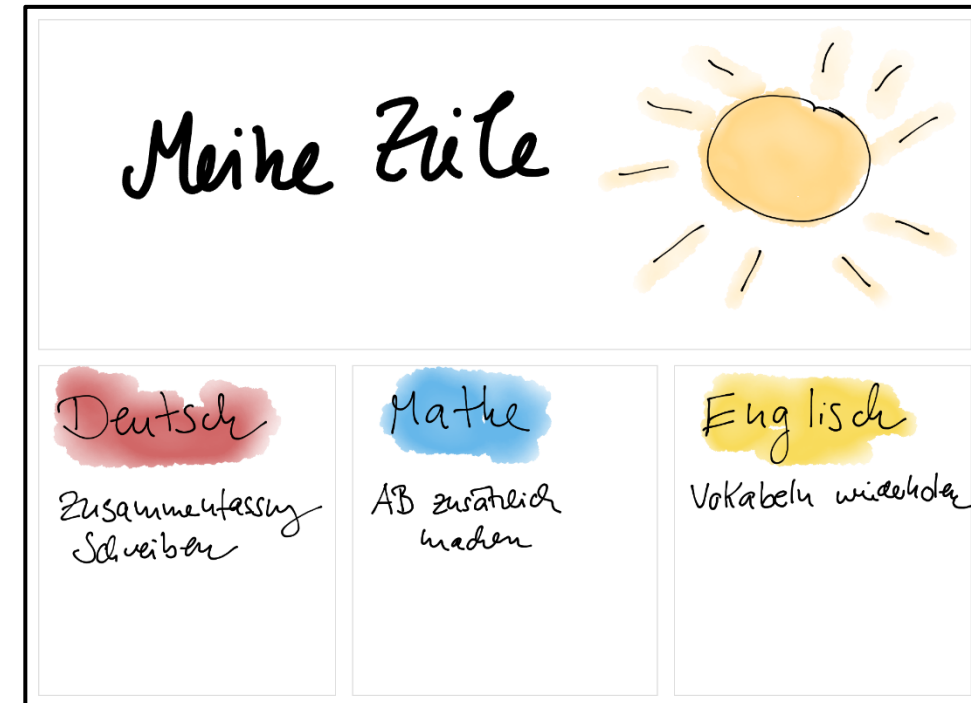 Meine Ziele
Deutsch
Zusammenfassung
Schreiben
Mathe
AB zusätzlich
machen
Englisch
Vokabeln wiederholen